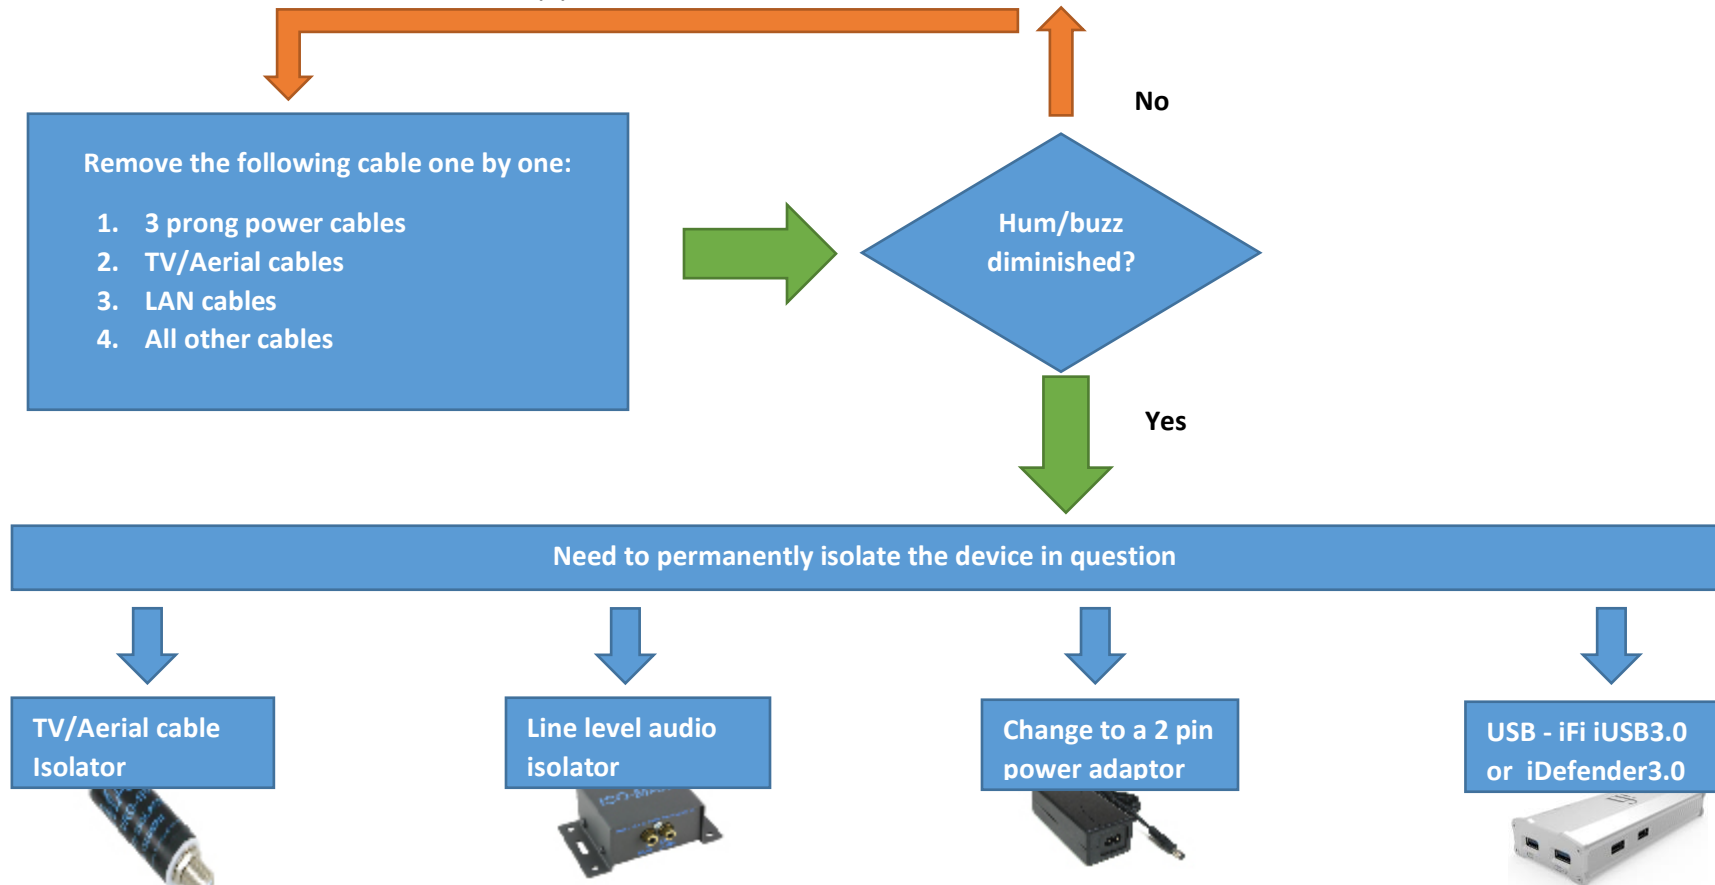 No
Remove the following cable one by one:
1. 3 prong power cables
2. TV/Aerial cables
3. LAN cables
4. All other cables
Hum/buzz
diminished?
Yes
Need to permanently isolate the device in question
TV/Aerial cable
Isolator
Line level audio
isolator
Change to a 2 pin
power adaptor
USB - iFi iUSB3.0
or iDefender3.0